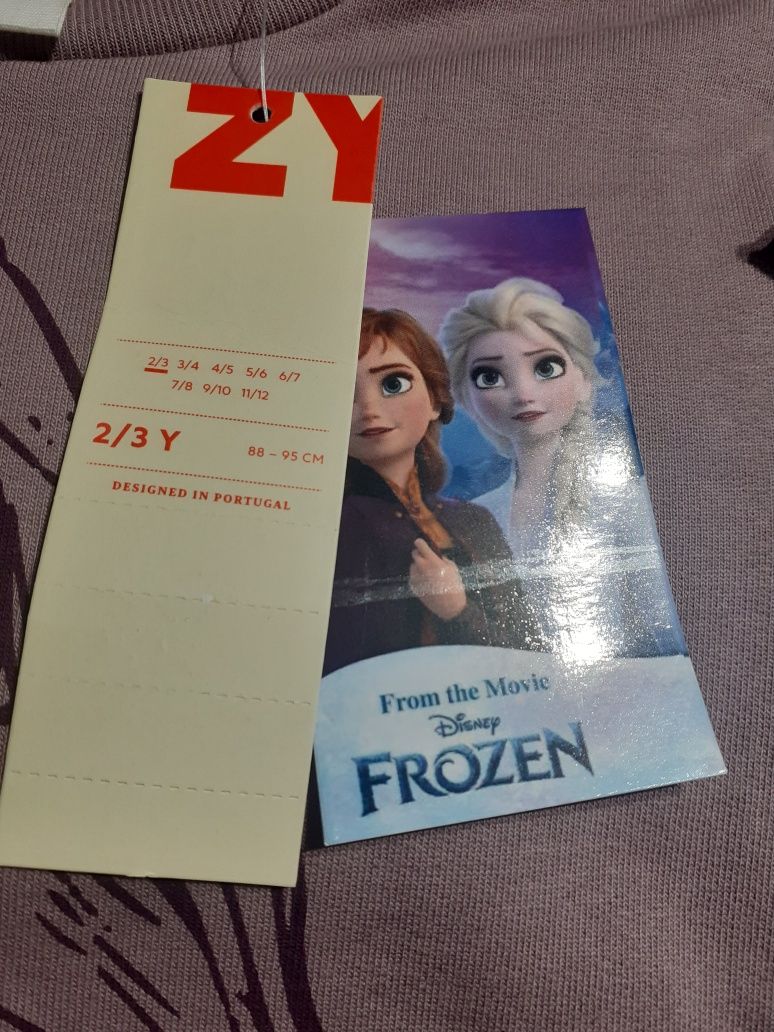 ZY
2/3 3/4 4/5 5/6 6/7
7/8 9/10 11/12
2/3 Y 88 – 95 CM
DESIGNED IN PORTUGAL
From the Movie
Disney
FROZEN